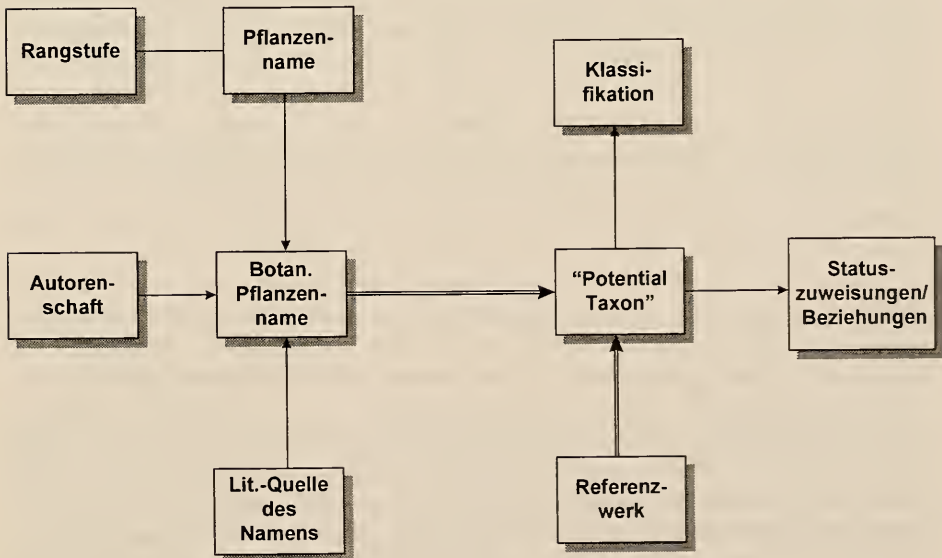 Rangstufe
Pflanzen-
name
Klassi-
fikation
Autoren-
schaft
Botan.
Pflanzen-
name
“Potential
Taxon”
Status-
zuweisungen/
Beziehungen
Lit.-Quelle
des
Namens
Referenz-
werk